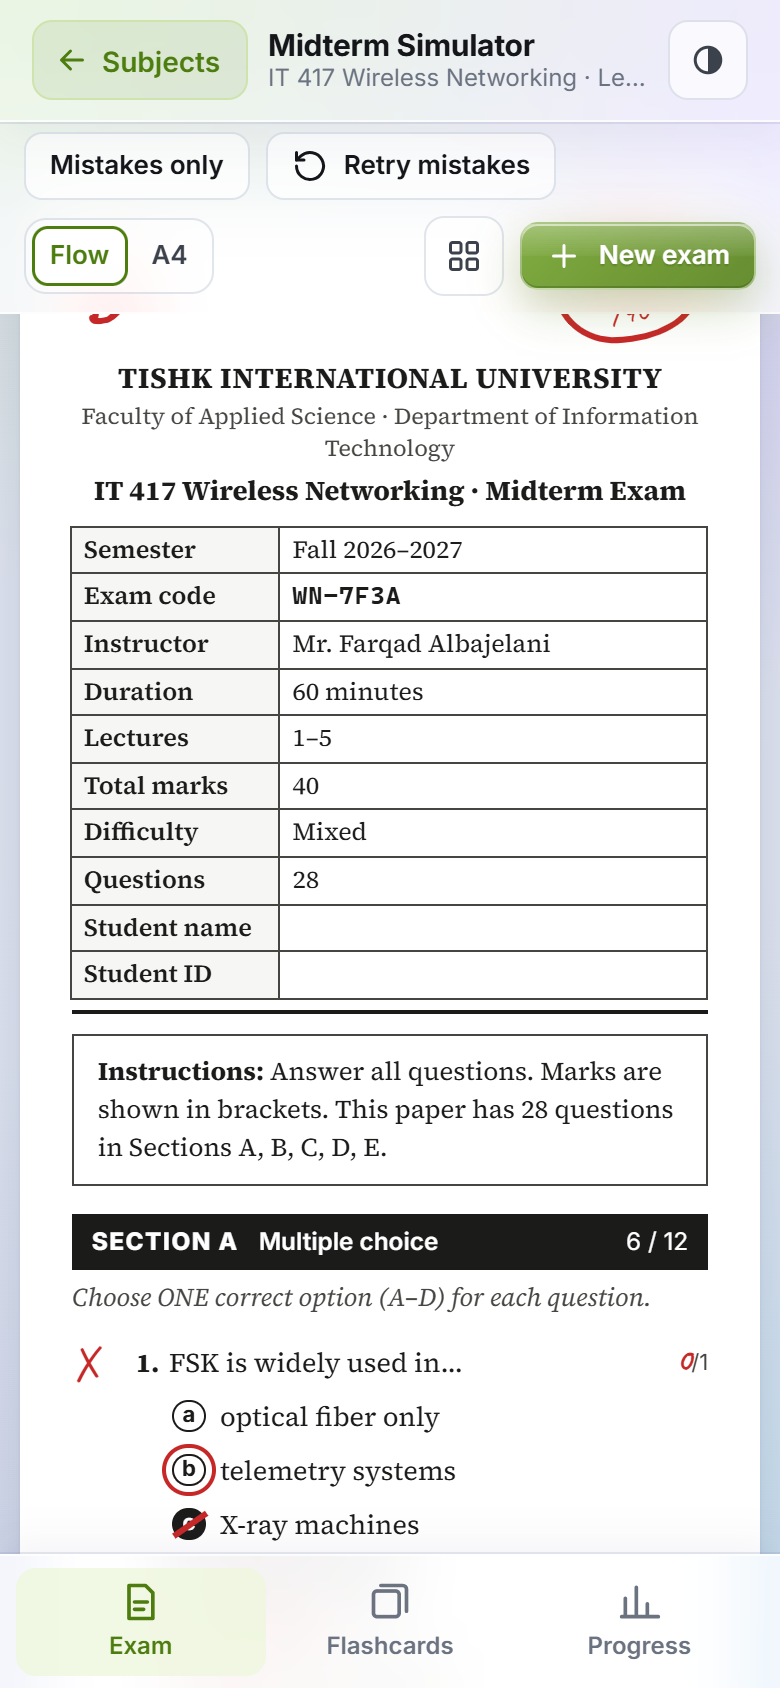 Subjects
Midterm Simulator
IT 417 Wireless Networking · Le...
Mistakes only
Retry mistakes
Flow
A4
New exam
TISHK INTERNATIONAL UNIVERSITY
Faculty of Applied Science · Department of Information
Technology
IT 417 Wireless Networking · Midterm Exam
Semester Fall 2026–2027
Exam code WN-7F3A
Instructor Mr. Farqad Albajelani
Duration 60 minutes
Lectures 1–5
Total marks 40
Difficulty Mixed
Questions 28
Student name
Student ID
Instructions: Answer all questions. Marks are
shown in brackets. This paper has 28 questions
in Sections A, B, C, D, E.
SECTION A Multiple choice 6 / 12
Choose ONE correct option (A–D) for each question.
1. FSK is widely used in... 0/1
a optical fiber only
b telemetry systems
X-ray machines
Exam
Flashcards
Progress